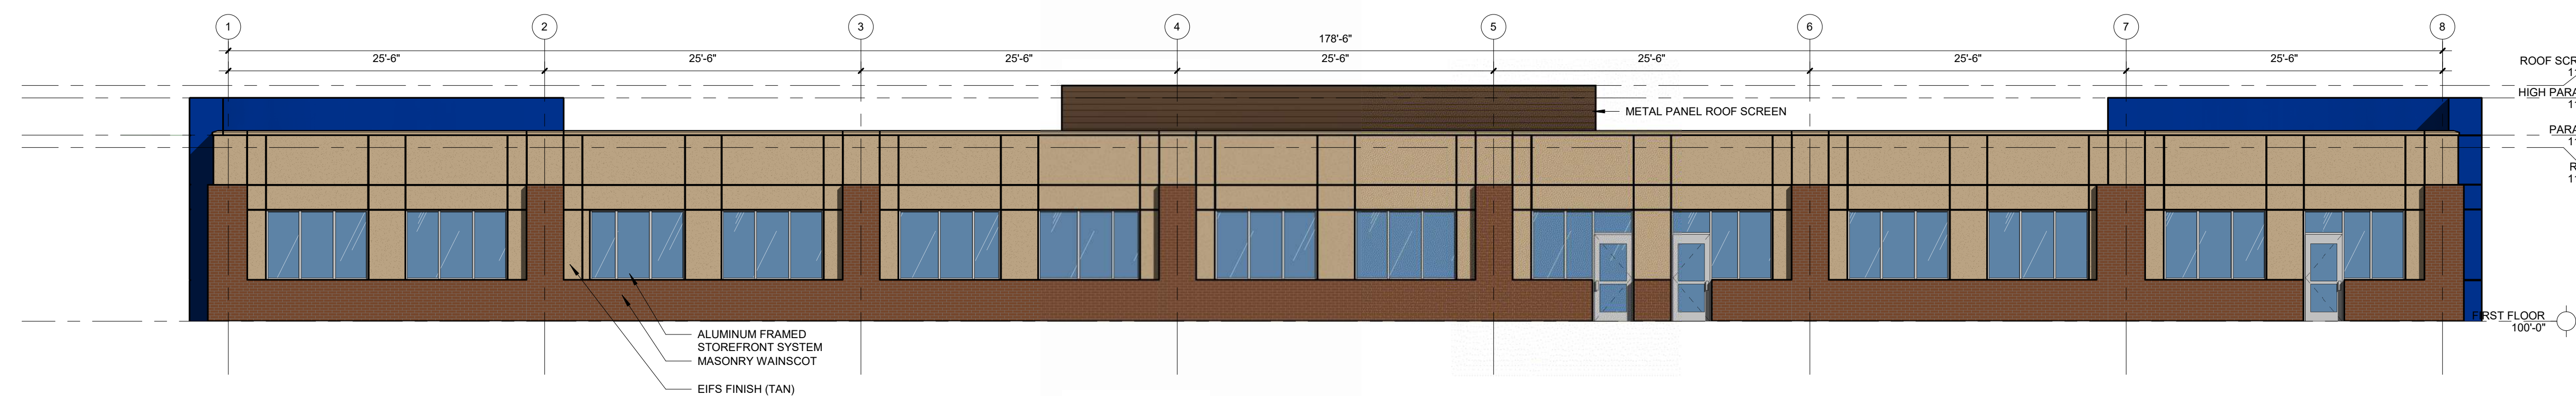 1 2 3 4 5 6 7 8
178'-6"
25'-6" 25'-6" 25'-6" 25'-6" 25'-6" 25'-6" 25'-6"
ROOF
HIGH
METAL PANEL ROOF SCREEN
FIRST FLOOR
100'-0"
ALUMINUM FRAMED
STOREFRONT SYSTEM
MASONRY WAINSCOT
EIFS FINISH (TAN)